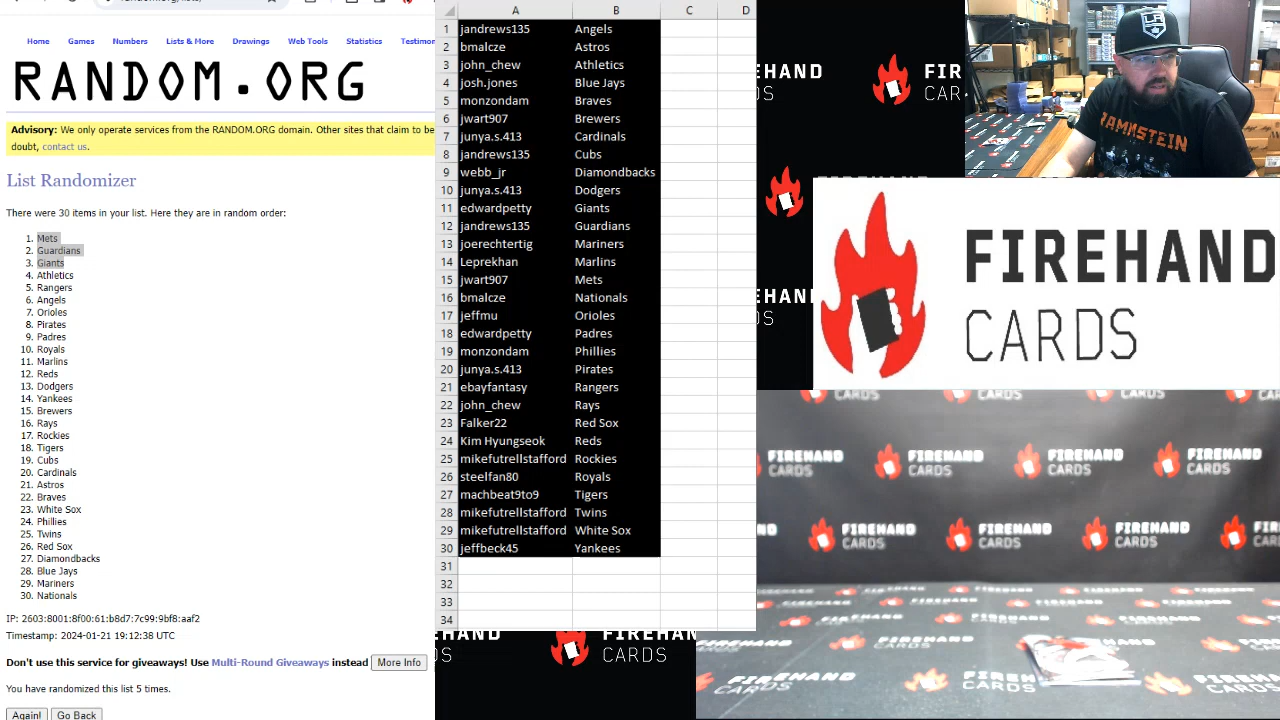 Home Games Numbers Lists & More Drawings Web Tools Statistics
RANDOM.ORG
Advisory: We only operate services from the RANDOM.ORG domain. Other sites that claim to be
doubt, contact us.
List Randomizer
There were 30 items in your list. Here they are in random order:
1. Mets
2. Guardians
3. Giants
4. Athletics
5. Rangers
6. Angels
7. Orioles
8. Pirates
9. Padres
10. Royals
11. Marlins
12. Reds
13. Dodgers
14. Yankees
15. Brewers
16. Rays
17. Rockies
18. Tigers
19. Cubs
20. Cardinals
21. Astros
22. Braves
23. White Sox
24. Phillies
25. Twins
26. Red Sox
27. Diamondbacks
28. Blue Jays
29. Mariners
30. Nationals
IP: 2603:8001:8f00:61:b8d7:7c99:9bf8:aaf2
Timestamp: 2024-01-21 19:12:38 UTC
Don't use this service for giveaways! Use Multi-Round Giveaways instead More Info
You have randomized this list 5 times.
Again! Go Back
A B C D
1 jandrews135 Angels
2 bmalcze Astros
3 john_chew Athletics
4 josh.jones Blue Jays
5 monzondam Braves
6 jwart907 Brewers
7 junya.s.413 Cardinals
8 jandrews135 Cubs
9 webb_jr Diamondbacks
10 junya.s.413 Dodgers
11 edwardpetty Giants
12 jandrews135 Guardians
13 joerechtertig Mariners
14 Leprekhan Marlins
15 jwart907 Mets
16 bmalcze Nationals
17 jeffmu Orioles
18 edwardpetty Padres
19 monzondam Phillies
20 junya.s.413 Pirates
21 ebayfantasy Rangers
22 john_chew Rays
23 Falker22 Red Sox
24 Kim Hyungseok Reds
25 mikefutrellstafford Rockies
26 steelfan80 Royals
27 machbeat9to9 Tigers
28 mikefutrellstafford Twins
29 mikefutrellstafford White Sox
30 jeffbeck45 Yankees
31
32
33
34
RAMMSTEIN
FIREHAND
CARDS
FIREHAND
CARDS
FIREHAND
CARDS
FIREHAND
CARDS
FIREHAND
CARDS
FIREHAND
CARDS
FIREHAND
CARDS